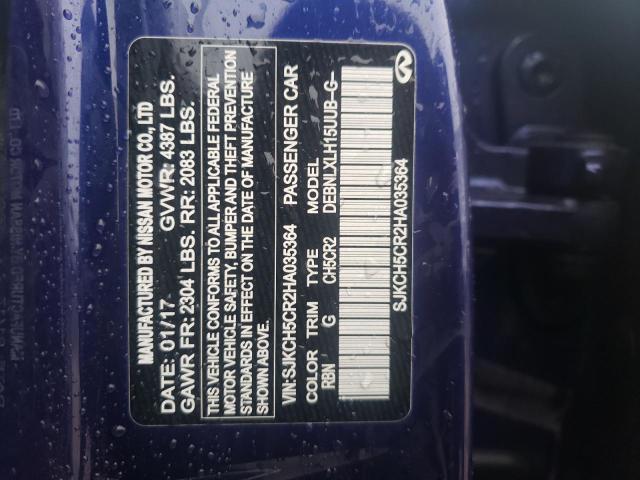 MANUFACTURED BY NISSAN MOTOR CO., LTD
DATE: 01/17 GVWR: 4387 LBS.
GAWR FR: 2304 LBS. RR: 2083 LBS.
THIS VEHICLE CONFORMS TO ALL APPLICABLE FEDERAL
MOTOR VEHICLE SAFETY, BUMPER AND THEFT PREVENTION
STANDARDS IN EFFECT ON THE DATE OF MANUFACTURE
SHOWN ABOVE.
VIN: SJKCH5CR2HA035364 PASSENGER CAR
COLOR TRIM TYPE MODEL
RBN G CH5CR2 DEBNLXLH15UUB-G--
SJKCH5CR2HA035364